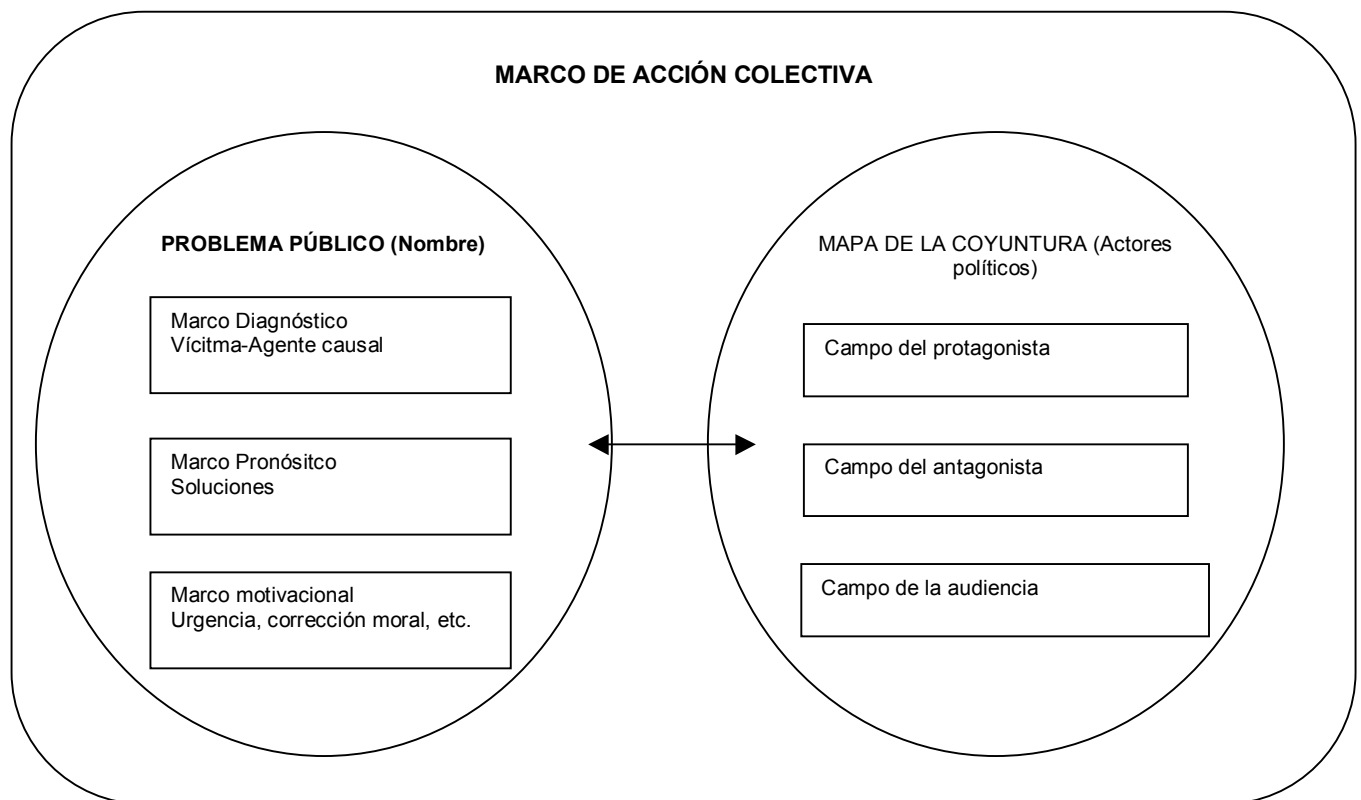 MARCO DE ACCIÓN COLECTIVA
PROBLEMA PÚBLICO (Nombre)
Marco Diagnóstico
Vícitma-Agente causal
Marco Pronósitco
Soluciones
Marco motivacional
Urgencia, corrección moral, etc.
MAPA DE LA COYUNTURA (Actores
políticos)
Campo del protagonista
Campo del antagonista
Campo de la audiencia